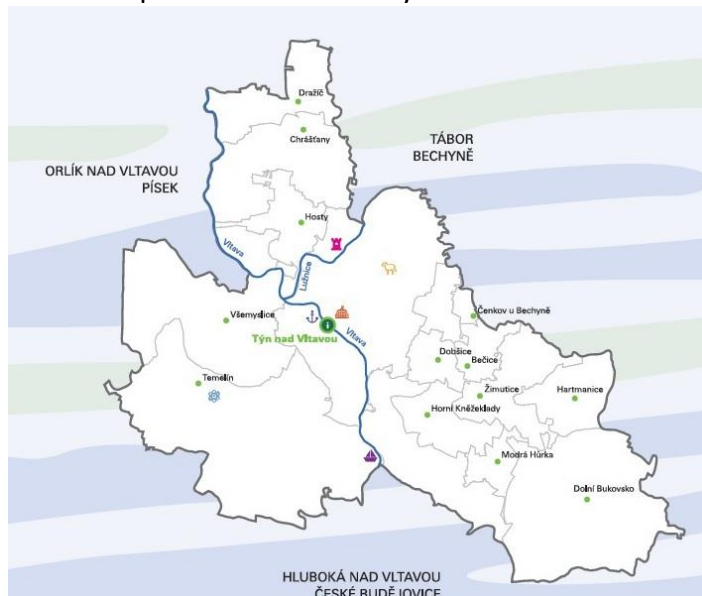 Dražíč
Chrášťany
TÁBOR
BECHYNĚ
ORLÍK NAD VLTAVOU
PÍSEK
Hosty
Vltava
Lužnice
Všemyslice
Čenkov u Bechyně
Týn nad Vltavou
Vltava
Dobšice
Bečice
Temelín
Žimutice
Hartmanice
Horní Kněžeklady
Modrá Hůrka
Dolní Bukovsko
HLUBOKÁ NAD VLTAVOU
ČESKÉ BUDĚJOVICE